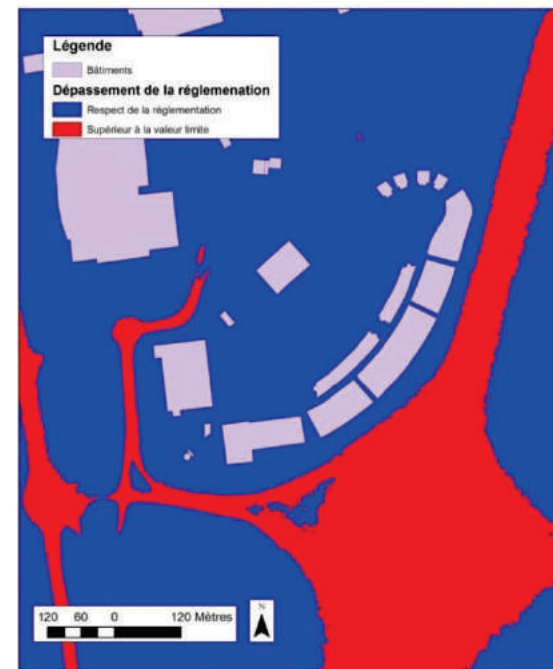 Légende
Bâtiments
Dépassement de la réglemenation
Respect de la réglementation
Supérieur à la valeur limite
120 60 0 120 Mètres
N